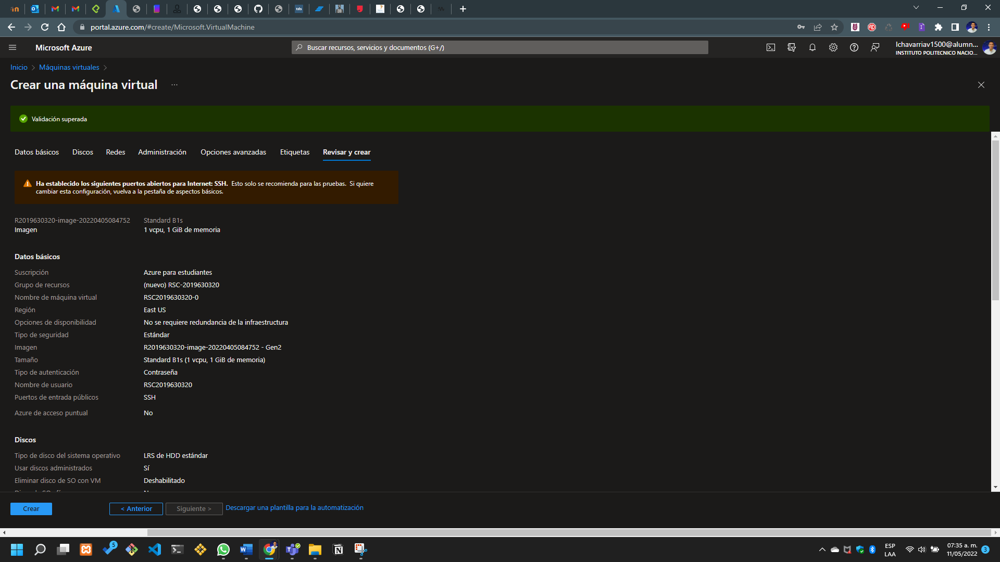 portal.azure.com/#create/Microsoft.VirtualMachine
Microsoft Azure
Buscar recursos, servicios y documentos (G+/)
lchavarriav1500@alumn...
INSTITUTO POLITECNICO NACIO...
Inicio > Máquinas virtuales >
Crear una máquina virtual ...
Validación superada
Datos básicos Discos Redes Administración Opciones avanzadas Etiquetas Revisar y crear
Ha establecido los siguientes puertos abiertos para Internet: SSH. Esto solo se recomienda para las pruebas. Si quiere
cambiar esta configuración, vuelva a la pestaña de aspectos básicos.
R2019630320-image-20220405084752 Standard B1s
Imagen 1 vcpu, 1 GiB de memoria
Datos básicos
Suscripción Azure para estudiantes
Grupo de recursos (nuevo) RSC-2019630320
Nombre de máquina virtual RSC2019630320-0
Región East US
Opciones de disponibilidad No se requiere redundancia de la infraestructura
Tipo de seguridad Estándar
Imagen R2019630320-image-20220405084752 - Gen2
Tamaño Standard B1s (1 vcpu, 1 GiB de memoria)
Tipo de autenticación Contraseña
Nombre de usuario RSC2019630320
Puertos de entrada públicos SSH
Azure de acceso puntual No
Discos
Tipo de disco del sistema operativo LRS de HDD estándar
Usar discos administrados Sí
Eliminar disco de SO con VM Deshabilitado
Crear < Anterior Siguiente > Descargar una plantilla para la automatización
5
ESP
LAA
07:35 a. m.
11/05/2022
3